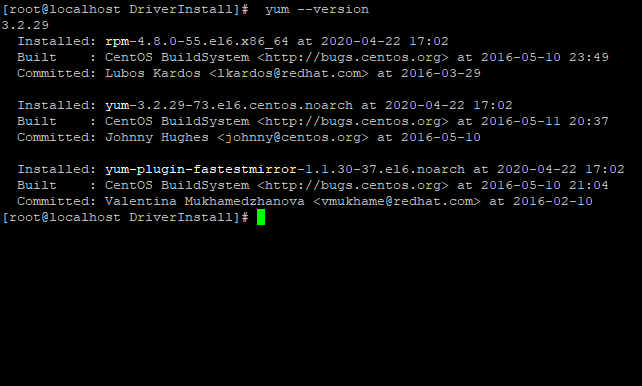 [root@localhost DriverInstall]#  yum --version
3.2.29
  Installed: rpm-4.8.0-55.el6.x86_64 at 2020-04-22 17:02
  Built    : CentOS BuildSystem <http://bugs.centos.org> at 2016-05-10 23:49
  Committed: Lubos Kardos <lkardos@redhat.com> at 2016-03-29

  Installed: yum-3.2.29-73.el6.centos.noarch at 2020-04-22 17:02
  Built    : CentOS BuildSystem <http://bugs.centos.org> at 2016-05-11 20:37
  Committed: Johnny Hughes <johnny@centos.org> at 2016-05-10

  Installed: yum-plugin-fastestmirror-1.1.30-37.el6.noarch at 2020-04-22 17:02
  Built    : CentOS BuildSystem <http://bugs.centos.org> at 2016-05-10 21:04
  Committed: Valentina Mukhamedzhanova <vmukhame@redhat.com> at 2016-02-10
[root@localhost DriverInstall]#